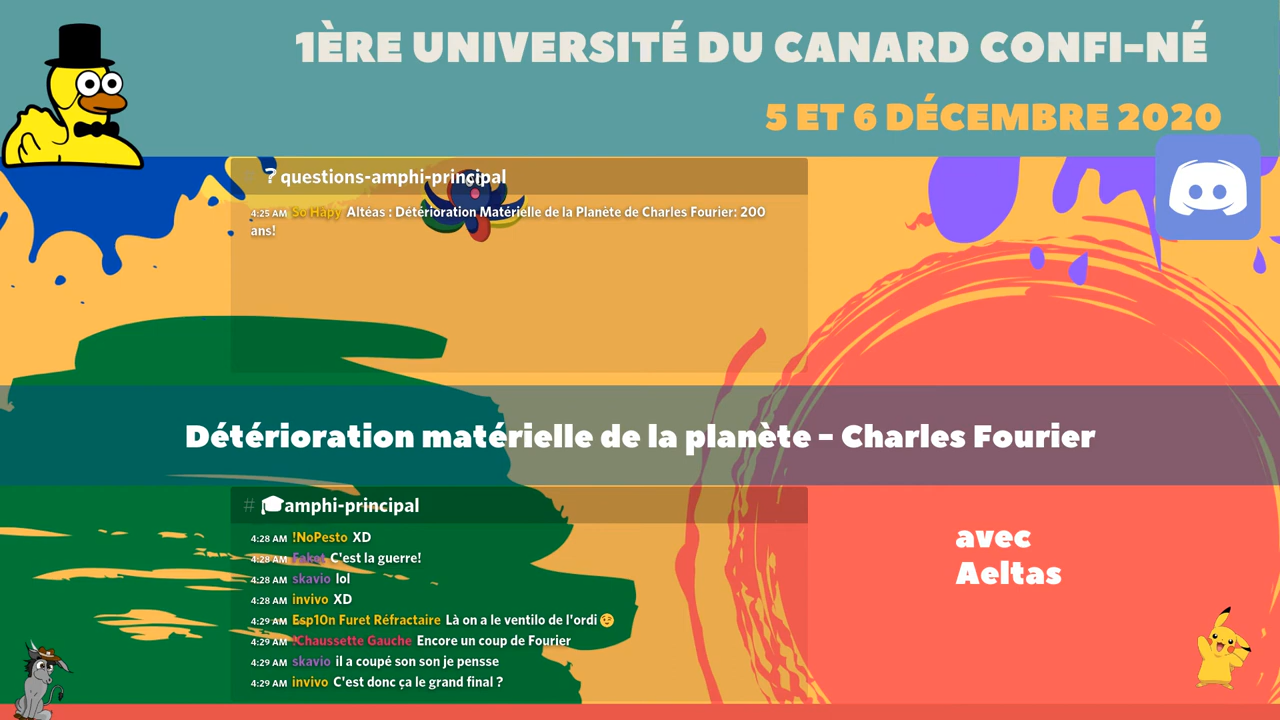 1ÈRE UNIVERSITÉ DU CANARD CONFI-NÉ
5 ET 6 DÉCEMBRE 2020
? questions-amphi-principal
4:25 AM So Hapy Altéas : Détérioration Matérielle de la Planète de Charles Fourier: 200
ans!
Détérioration matérielle de la planète - Charles Fourier
# 🎓amphi-principal
4:28 AM !NoPesto XD
4:28 AM Faket C'est la guerre!
4:28 AM skavio lol
4:28 AM invivo XD
4:29 AM Esp10n Furet Réfractaire Là on a le ventilo de l'ordi 😉
4:29 AM !Chaussette Gauche Encore un coup de Fourier
4:29 AM skavio il a coupé son son je pensse
4:29 AM invivo C'est donc ça le grand final ?
avec
Aeltas